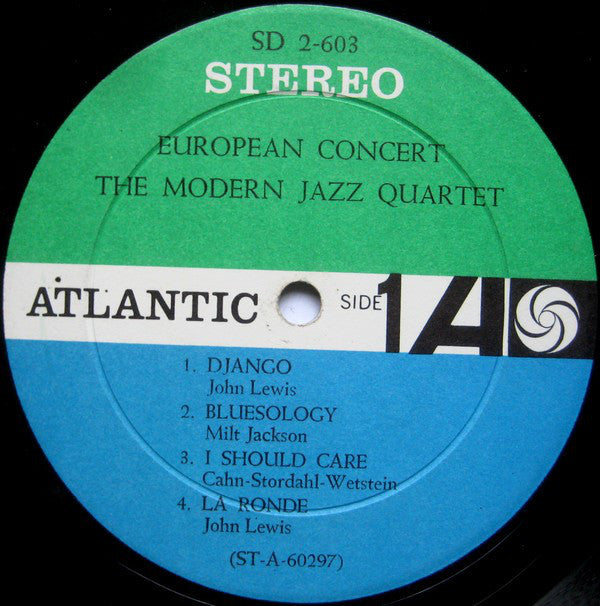 SD 2-603
STEREO
EUROPEAN CONCERT
THE MODERN JAZZ QUARTET
ATLANTIC SIDE 1 A
1. DJANGO
John Lewis
2. BLUESOLOGY
Milt Jackson
3. I SHOULD CARE
Cahn-Stordahl-Wetstein
4. LA RONDE
John Lewis
(ST-A-60297)